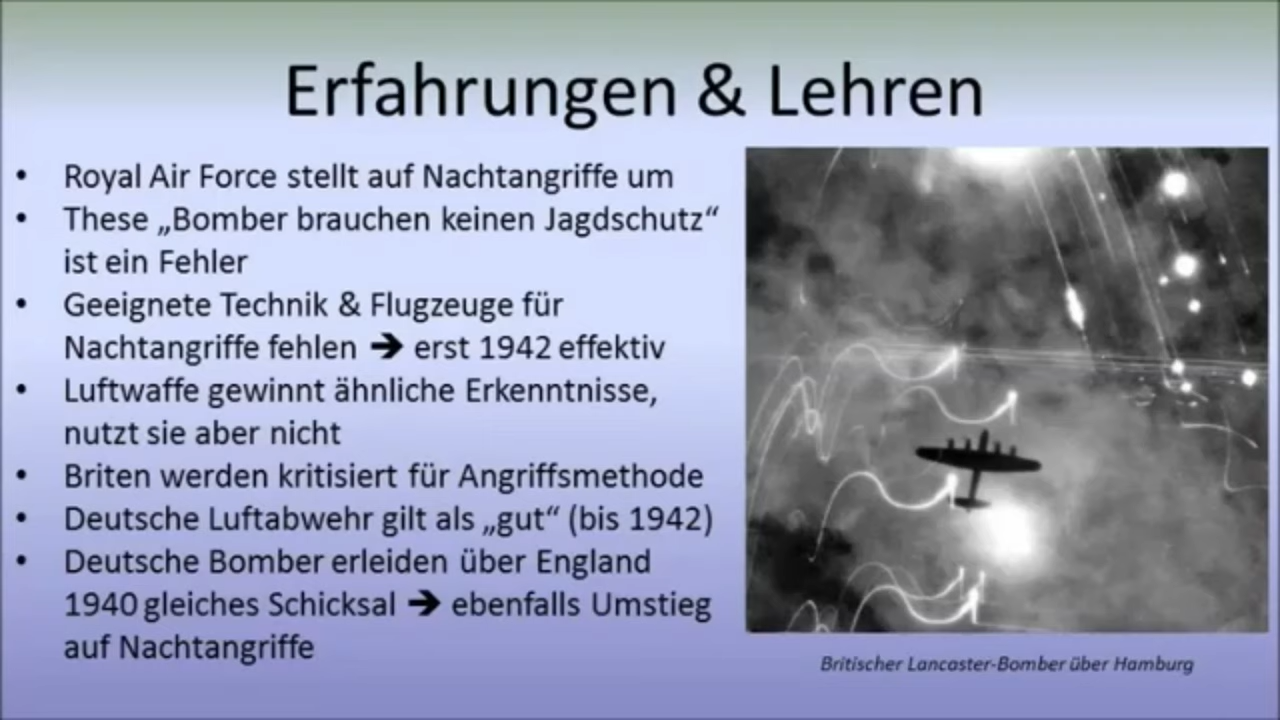 Erfahrungen & Lehren
• Royal Air Force stellt auf Nachtangriffe um
• These „Bomber brauchen keinen Jagdschutz“
ist ein Fehler
• Geeignete Technik & Flugzeuge für
Nachtangriffe fehlen ➔ erst 1942 effektiv
• Luftwaffe gewinnt ähnliche Erkenntnisse,
nutzt sie aber nicht
• Briten werden kritisiert für Angriffsmethode
• Deutsche Luftabwehr gilt als „gut“ (bis 1942)
• Deutsche Bomber erleiden über England
1940 gleiches Schicksal ➔ ebenfalls Umstieg
auf Nachtangriffe
Britischer Lancaster-Bomber über Hamburg